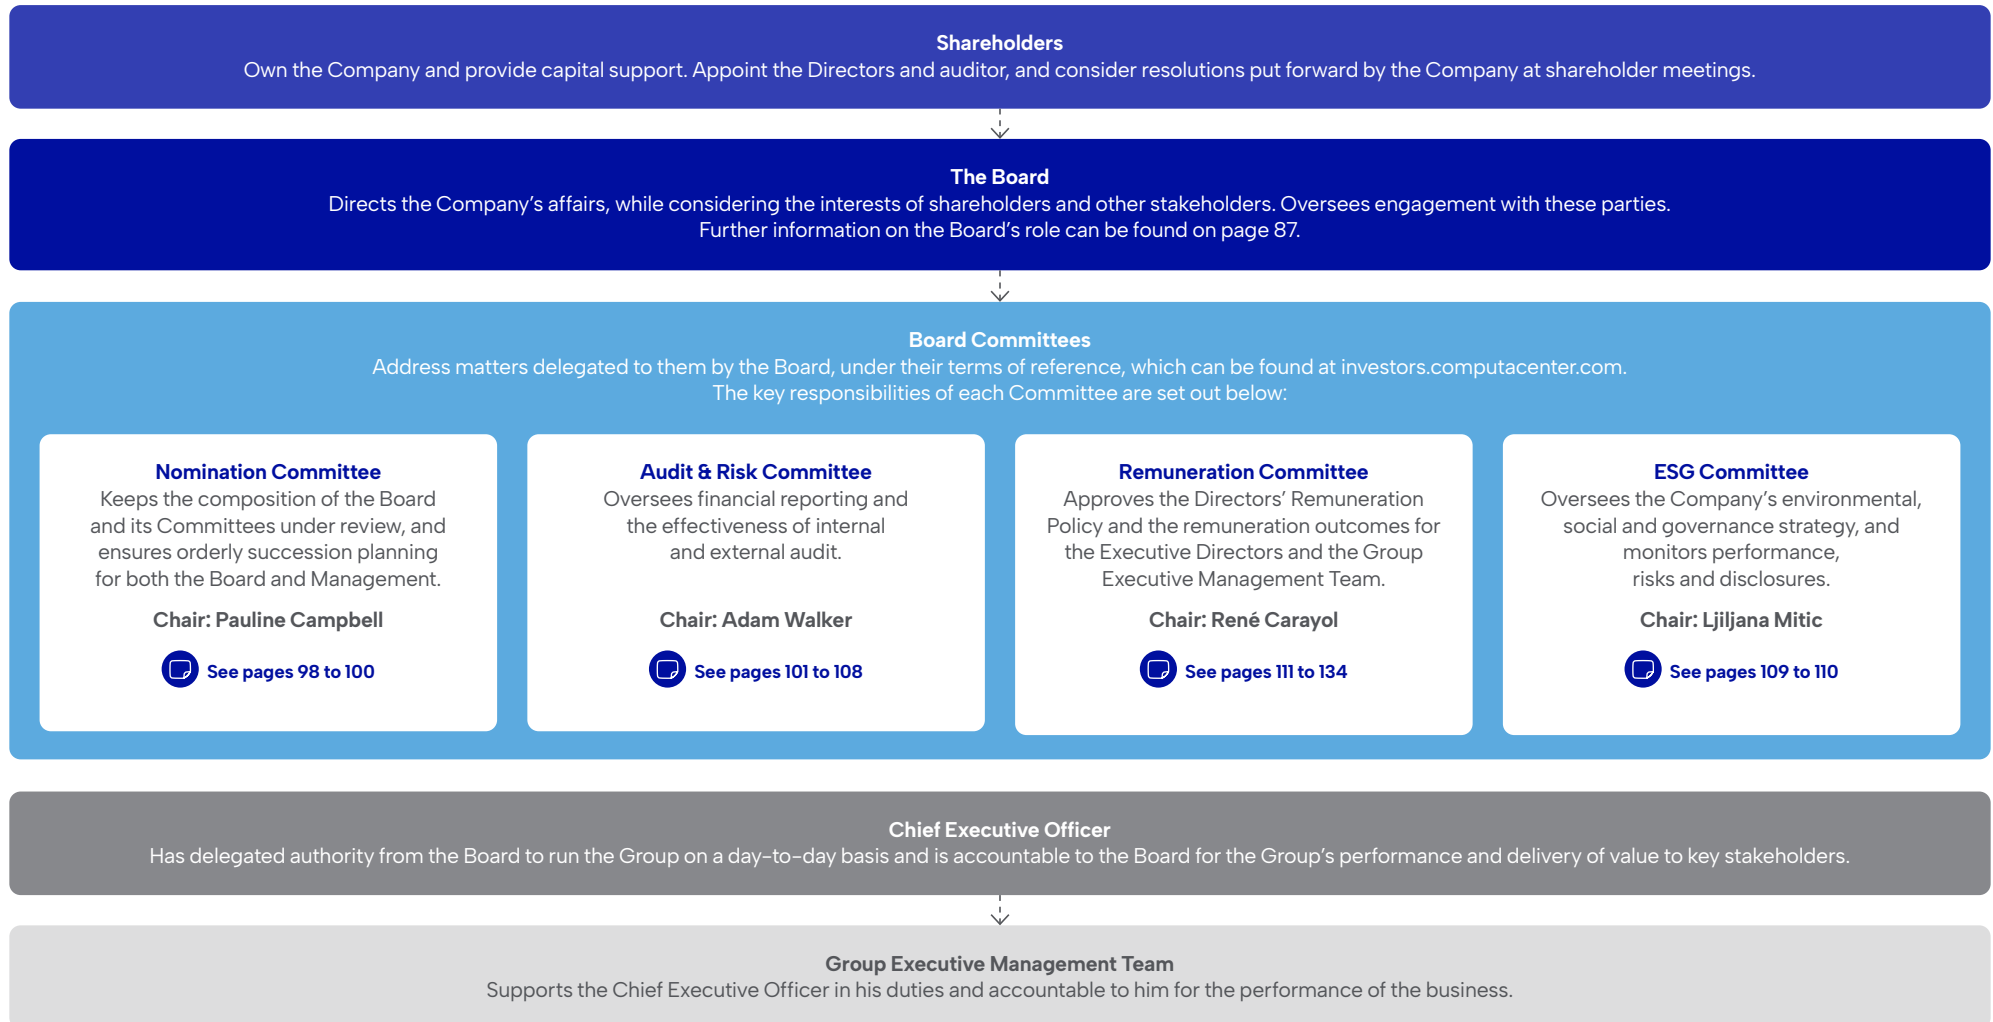 Shareholders
Own the Company and provide capital support. Appoint the Directors and auditor, and consider resolutions put forward by the Company at shareholder meetings.
The Board
Directs the Company’s affairs, while considering the interests of shareholders and other stakeholders. Oversees engagement with these parties.
Further information on the Board’s role can be found on page 87.
Board Committees
Address matters delegated to them by the Board, under their terms of reference, which can be found at investors.computacenter.com.
The key responsibilities of each Committee are set out below:
Nomination Committee
Keeps the composition of the Board
and its Committees under review, and
ensures orderly succession planning
for both the Board and Management.
Chair: Pauline Campbell
See pages 98 to 100
Audit & Risk Committee
Oversees financial reporting and
the effectiveness of internal
and external audit.
Chair: Adam Walker
See pages 101 to 108
Remuneration Committee
Approves the Directors’ Remuneration
Policy and the remuneration outcomes for
the Executive Directors and the Group
Executive Management Team.
Chair: René Carayol
See pages 111 to 134
ESG Committee
Oversees the Company’s environmental,
social and governance strategy, and
monitors performance,
risks and disclosures.
Chair: Ljiljana Mitic
See pages 109 to 110
Chief Executive Officer
Has delegated authority from the Board to run the Group on a day-to-day basis and is accountable to the Board for the Group’s performance and delivery of value to key stakeholders.
Group Executive Management Team
Supports the Chief Executive Officer in his duties and accountable to him for the performance of the business.